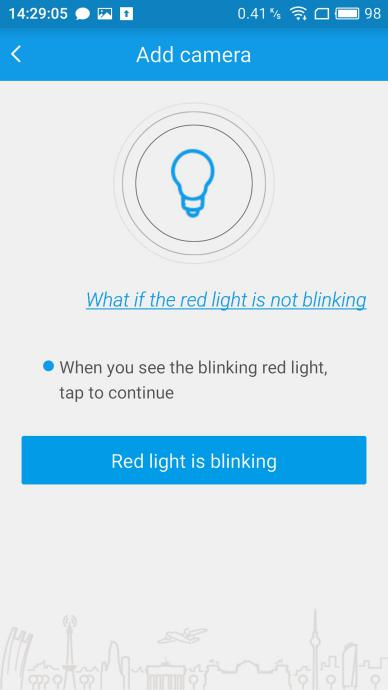 14:29:05 0.41 K/s 98
Add camera
What if the red light is not blinking
When you see the blinking red light,
tap to continue
Red light is blinking